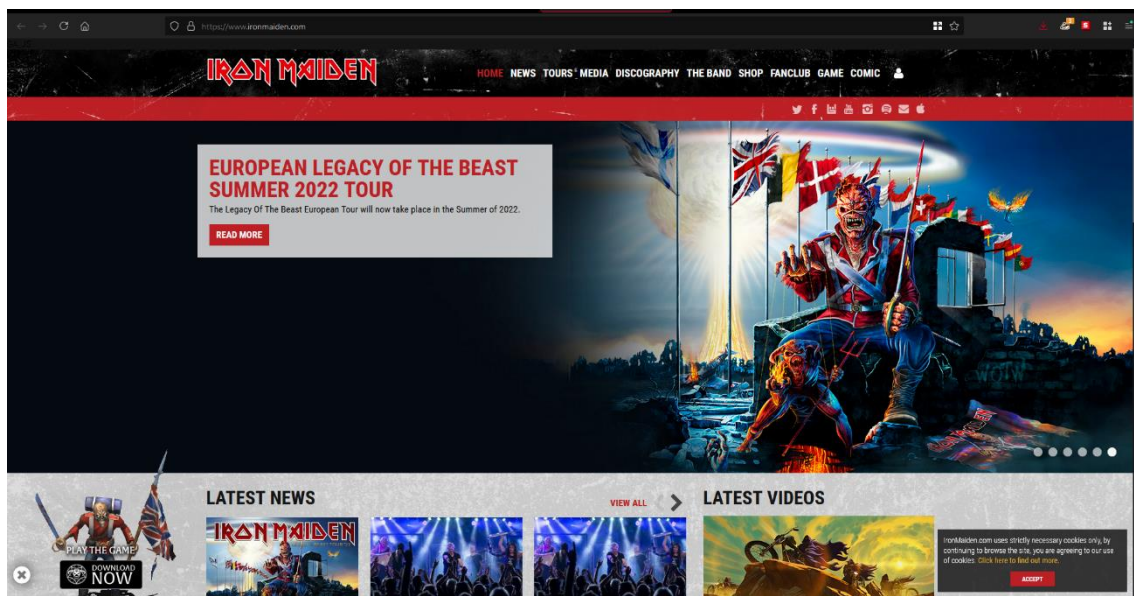 https://www.ironmaiden.com
IRON MAIDEN
HOME NEWS TOURS MEDIA DISCOGRAPHY THE BAND SHOP FANCLUB GAME COMIC
EUROPEAN LEGACY OF THE BEAST
SUMMER 2022 TOUR
The Legacy Of The Beast European Tour will now take place in the Summer of 2022.
READ MORE
LATEST NEWS
VIEW ALL
LATEST VIDEOS
IRON MAIDEN
PLAY THE GAME
DOWNLOAD
NOW
IronMaiden.com uses strictly necessary cookies only, by
continuing to browse the site, you are agreeing to our use
of cookies. Click here to find out more.
ACCEPT